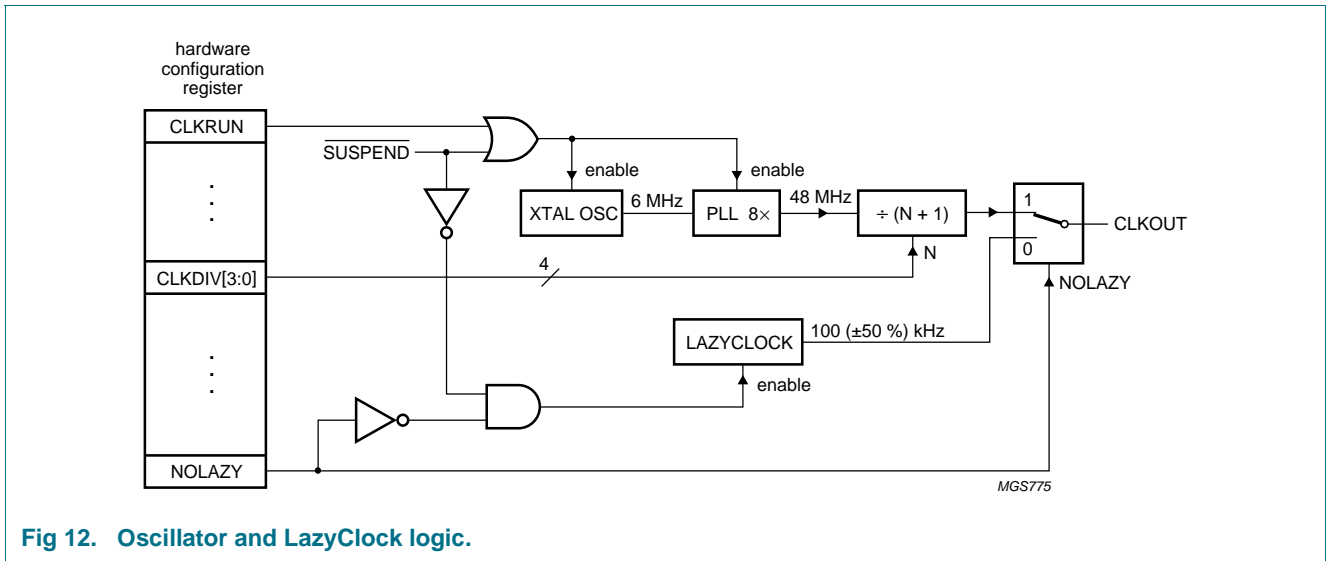 hardware
configuration
register
CLKRUN
SUSPEND
enable
enable
XTAL OSC
6 MHz
PLL 8×
48 MHz
÷ (N + 1)
1
0
CLKOUT
CLKDIV[3:0]
4
N
NOLAZY
LAZYCLOCK
100 (±50 %) kHz
enable
NOLAZY
MGS775
Fig 12. Oscillator and LazyClock logic.